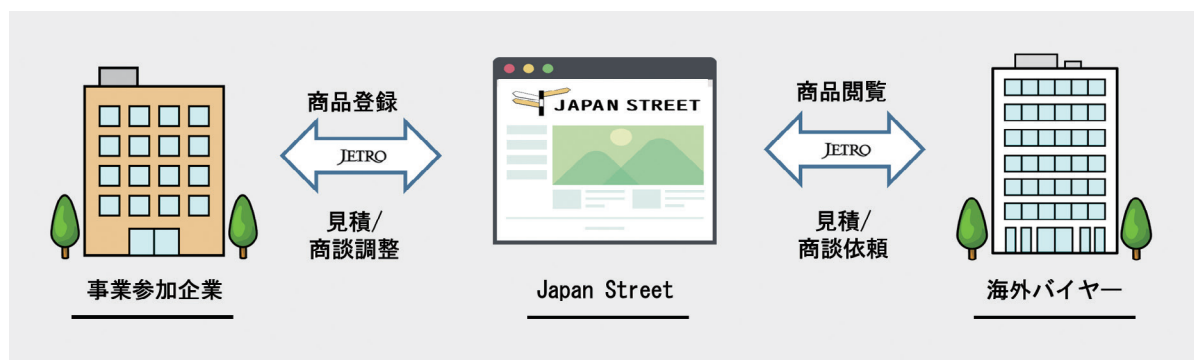 商品登録
JETRO
見積/
商談調整
事業参加企業
JAPAN STREET
Japan Street
商品閲覧
JETRO
見積/
商談依頼
海外バイヤー